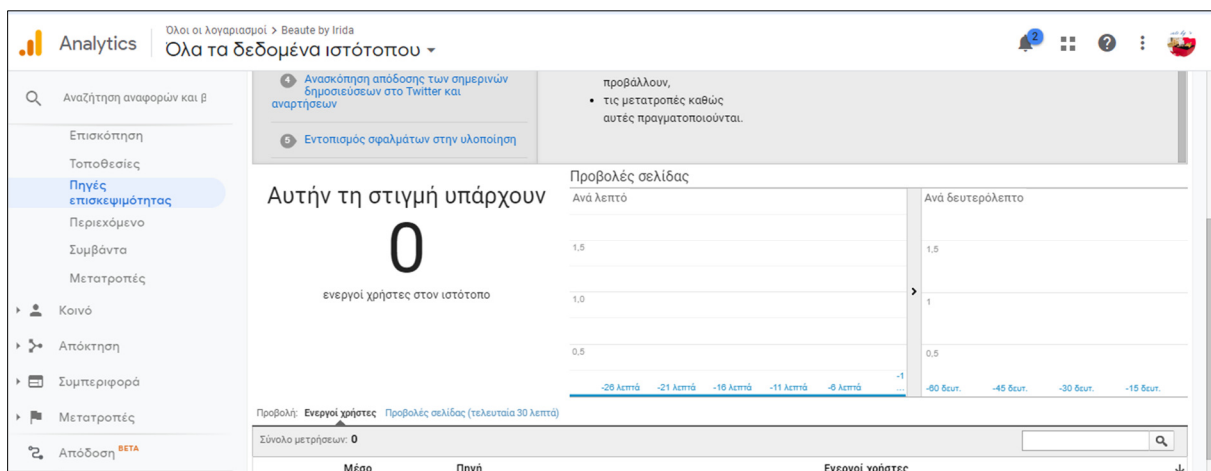 Analytics
Όλοι οι λογαριασμοί > Beaute by Irida
Όλα τα δεδομένα ιστότοπου
2
Αναζήτηση αναφορών και β
Επισκόπηση
Τοποθεσίες
Πηγές
επισκεψιμότητας
Περιεχόμενο
Συμβάντα
Μετατροπές
Κοινό
Απόκτηση
Συμπεριφορά
Μετατροπές
Απόδοση BETA
4 Ανασκόπηση απόδοσης των σημερινών
δημοσιεύσεων στο Twitter και
αναρτήσεων
5 Εντοπισμός σφαλμάτων στην υλοποίηση
προβάλλουν,
• τις μετατροπές καθώς
αυτές πραγματοποιούνται.
Αυτήν τη στιγμή υπάρχουν
0
ενεργοί χρήστες στον ιστότοπο
Προβολές σελίδας
Ανά λεπτό
1,5
1,0
0,5
-26 λεπτά -21 λεπτά -16 λεπτά -11 λεπτά -6 λεπτά -1
...
Ανά δευτερόλεπτο
1,5
1
0,5
-60 δευτ. -45 δευτ. -30 δευτ. -15 δευτ.
Προβολή: Ενεργοί χρήστες Προβολές σελίδας (τελευταία 30 λεπτά)
Σύνολο μετρήσεων: 0
Μέσο Πηγή Ενεργοί χρήστες